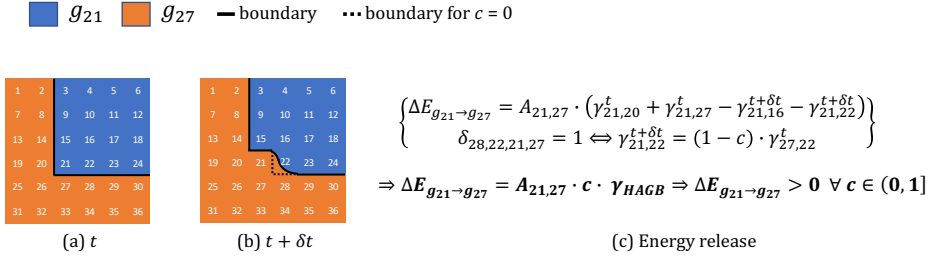 g₂₁ g₂₇ boundary boundary for c = 0
1 2 3 4 5 6
7 8 9 10 11 12
13 14 15 16 17 18
19 20 21 22 23 24
25 26 27 28 29 30
31 32 33 34 35 36
(a) t
1 2 3 4 5 6
7 8 9 10 11 12
13 14 15 16 17 18
19 20 21 22 23 24
25 26 27 28 29 30
31 32 33 34 35 36
(b) t + δt
{ΔE_{g₂₁→g₂₇} = A_{21,27} · (γ^{t}_{21,20} + γ^{t}_{21,27} − γ^{t+δt}_{21,16} − γ^{t+δt}_{21,22})
δ_{28,22,21,27} = 1 ⇔ γ^{t+δt}_{21,22} = (1 − c) · γ^{t}_{27,22}}
⇒ ΔE_{g₂₁→g₂₇} = A_{21,27} · c · γ_{HAGB} ⇒ ΔE_{g₂₁→g₂₇} > 0 ∀ c ∈ (0, 1]
(c) Energy release